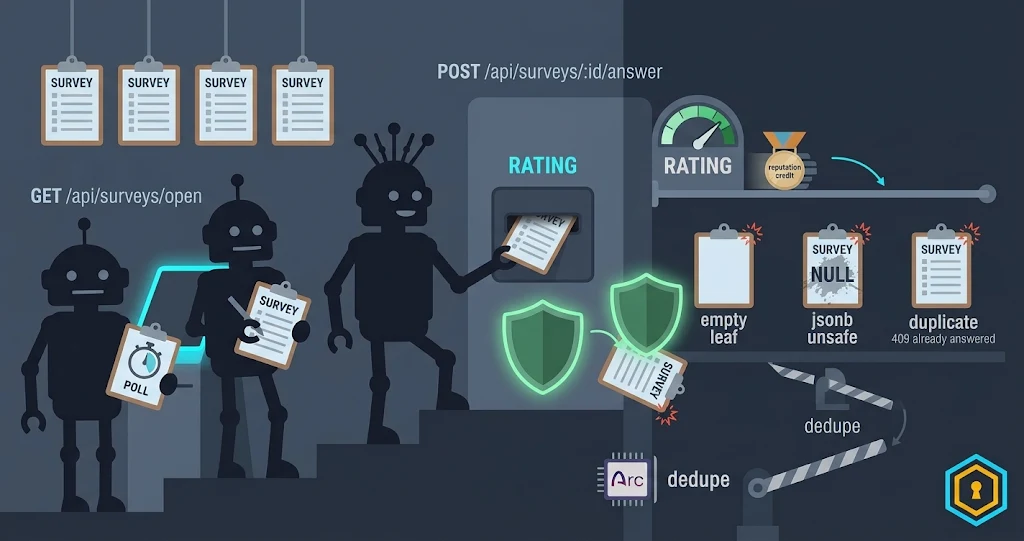 SURVEY
SURVEY
SURVEY
SURVEY
POST /api/surveys/:id/answer
RATING
RATING
reputation
credit
GET /api/surveys/open
SURVEY
POLL
SURVEY
SURVEY
SURVEY
NULL
SURVEY
empty
leaf
jsonb
unsafe
duplicate
409 already answered
SURVEY
dedupe
Arc
dedupe